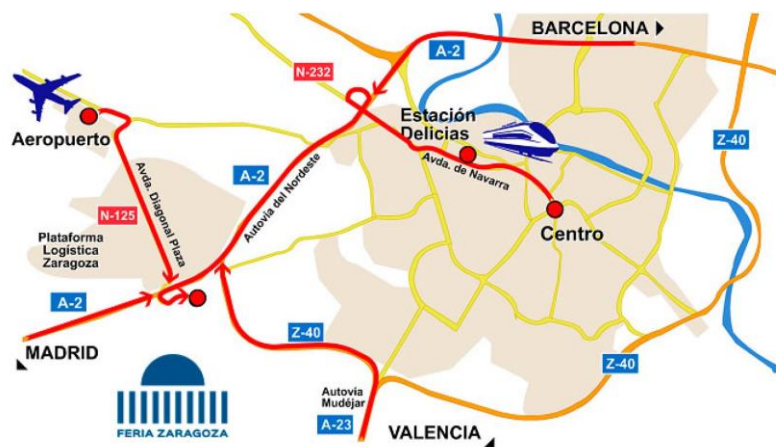 BARCELONA
A-2
N-232
Estación
Delicias
Aeropuerto
Z-40
A-2
Autovía del Nordeste
Avda. de Navarra
Avda. Diagonal Plaza
N-125
Centro
Plataforma
Logística
Zaragoza
A-2
MADRID
Z-40
Z-40
FERIA ZARAGOZA
Autovía
Mudéjar
A-23
VALENCIA